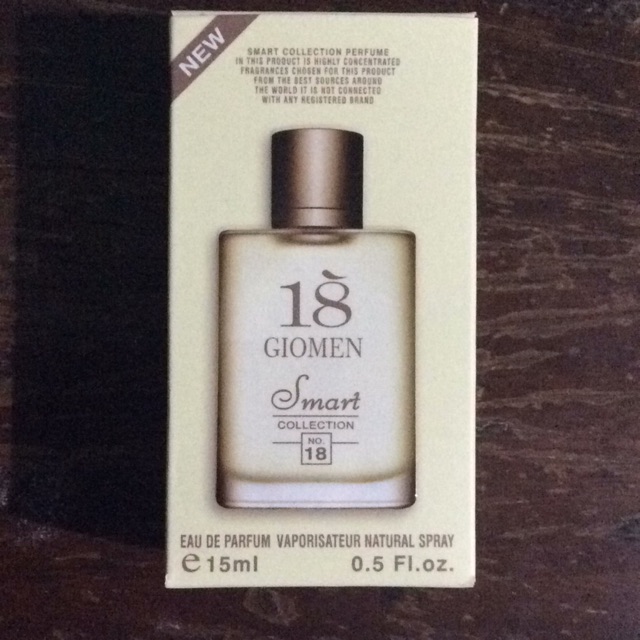 NEW
SMART COLLECTION PERFUME
IN THIS PRODUCT IS HIGHLY CONCENTRATED
FRAGRANCES CHOSEN FOR THIS PRODUCT
FROM THE BEST SOURCES AROUND
THE WORLD IT IS NOT CONNECTED
WITH ANY REGISTERED BRAND
18̀
GIOMEN
Smart
COLLECTION
NO.
18
EAU DE PARFUM VAPORISATEUR NATURAL SPRAY
℮ 15ml 0.5 Fl.oz.